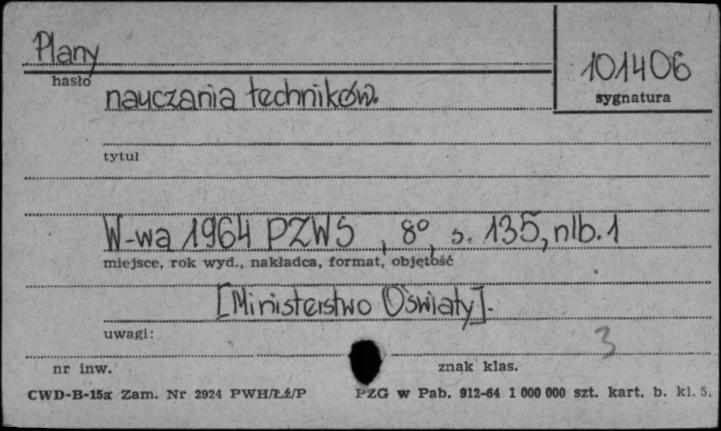 Plany
101406
hasło
sygnatura
nauczania techników.
tytuł
W-wa 1964 PZWS , 8°, s. 135, nlb. 1
miejsce, rok wyd., nakładca, format, objętość
[Ministerstwo Oświaty].
uwagi:
3
nr inw.
znak klas.
CWD-B-15a Zam. Nr 2924 PWH/Łż/P
PZG w Pab. 912-64 1 000 000 szt. kart. b. kl. 5.